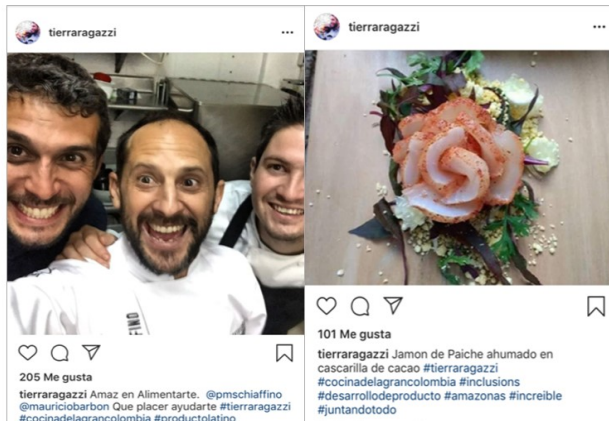 tierraragazzi
FINO
205 Me gusta
tierraragazzi Amaz en Alimentarte. @pmschiaffino
@mauriciobarbon Que placer ayudarte #tierraragazzi
#cocinadelagrancolombia #productolatino
tierraragazzi
101 Me gusta
tierraragazzi Jamon de Paiche ahumado en
cascarilla de cacao #tierraragazzi
#cocinadelagrancolombia #inclusions
#desarrollodeproducto #amazonas #increible
#juntandotodo